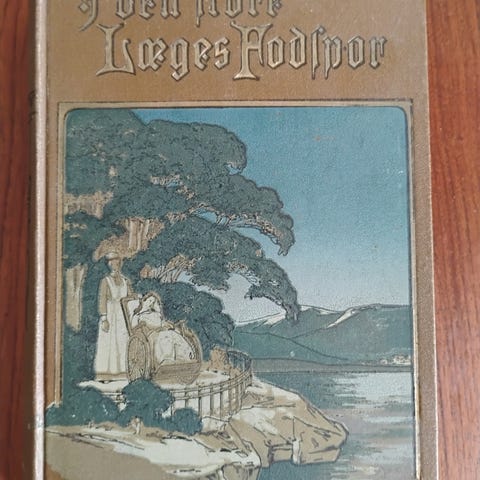 I den ſtore
Læges Fodſpor